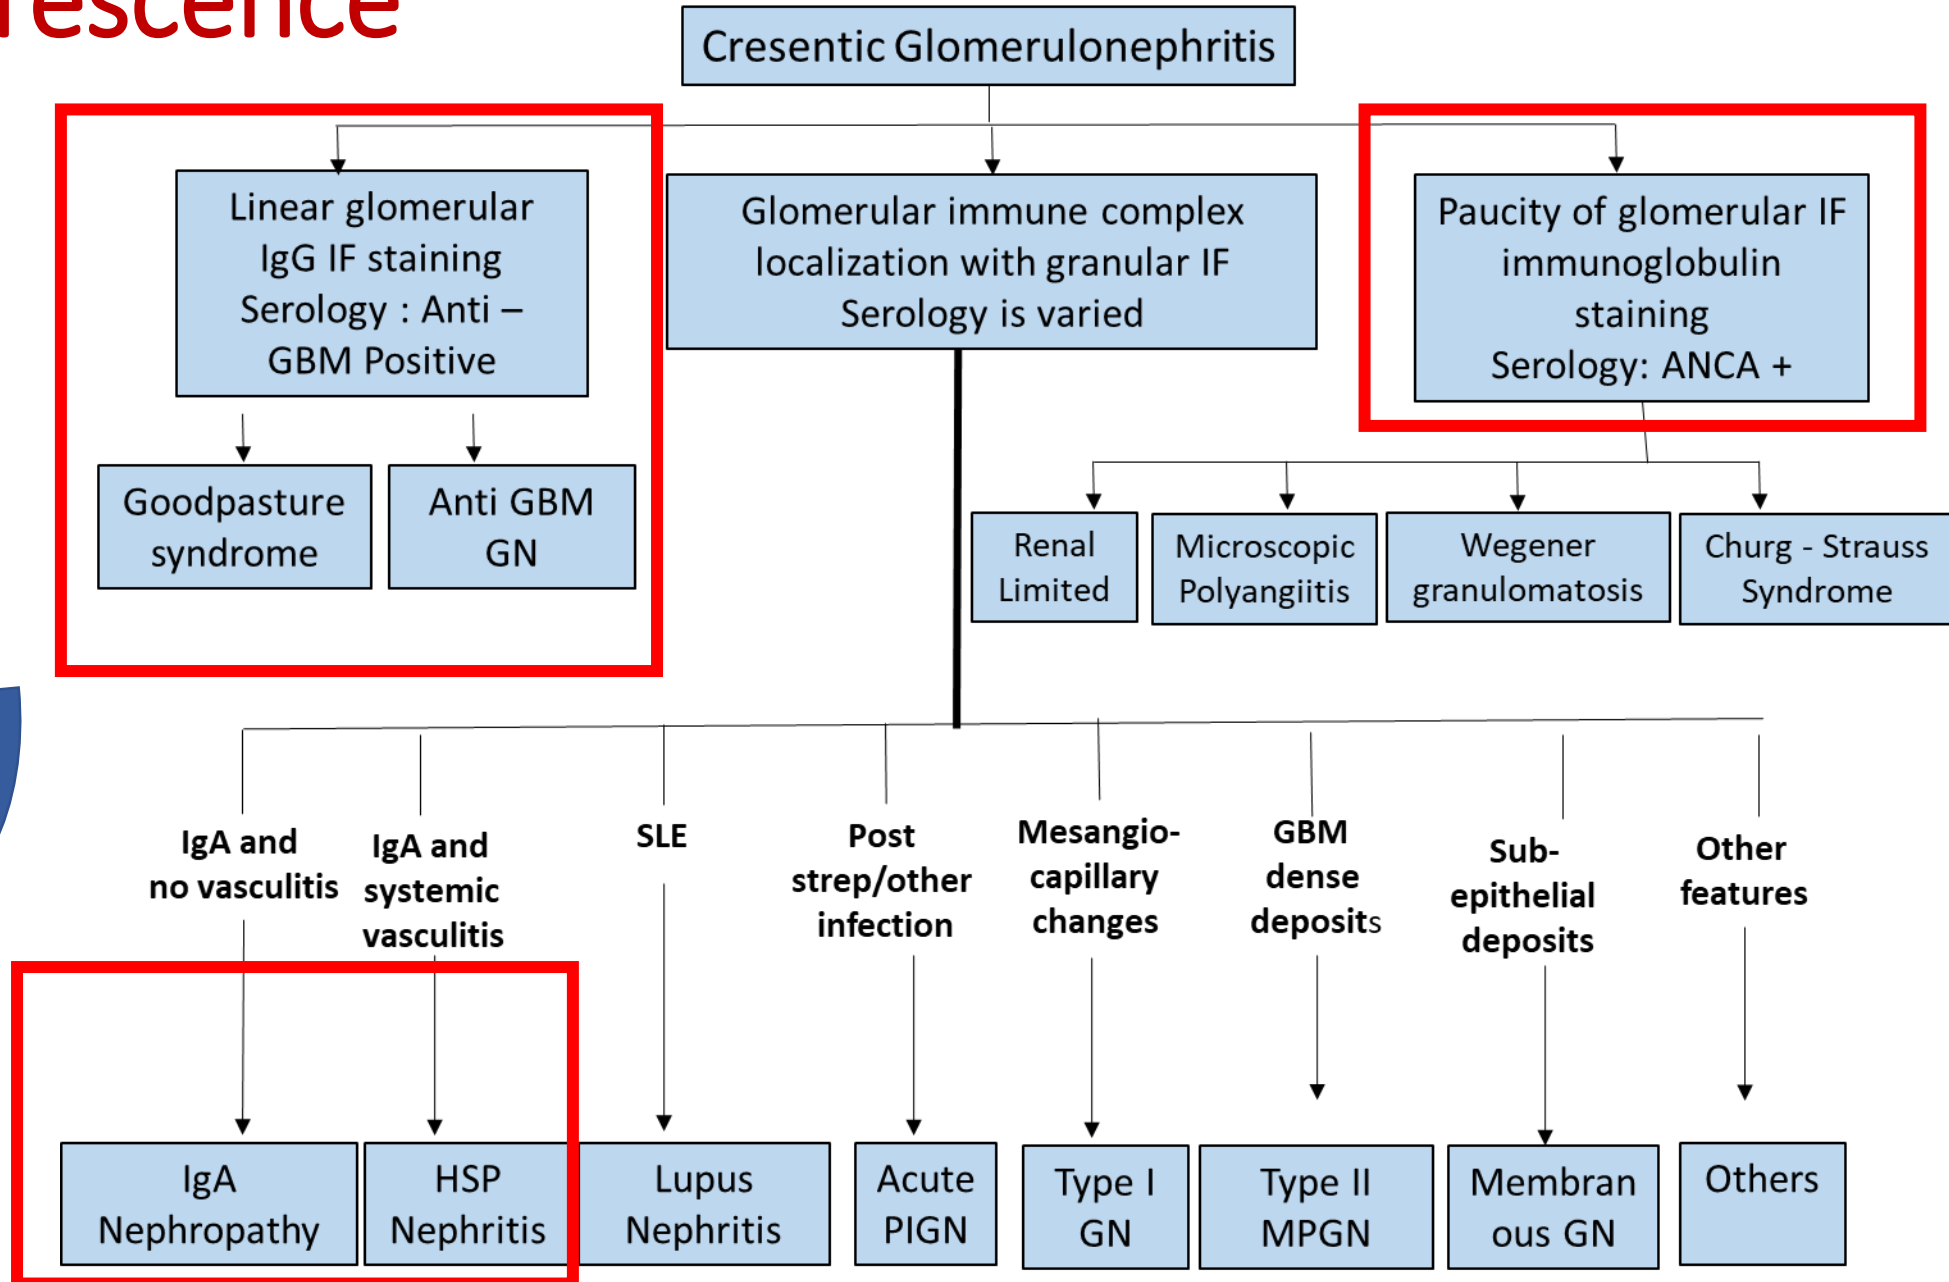 rescence
Cresentic Glomerulonephritis
Linear glomerular
IgG IF staining
Serology : Anti –
GBM Positive
Glomerular immune complex
localization with granular IF
Serology is varied
Paucity of glomerular IF
immunoglobulin
staining
Serology: ANCA +
Goodpasture
syndrome
Anti GBM
GN
Renal
Limited
Microscopic
Polyangiitis
Wegener
granulomatosis
Churg - Strauss
Syndrome
IgA and
no vasculitis
IgA and
systemic
vasculitis
SLE
Post
strep/other
infection
Mesangio-
capillary
changes
GBM
dense
deposits
Sub-
epithelial
deposits
Other
features
IgA
Nephropathy
HSP
Nephritis
Lupus
Nephritis
Acute
PIGN
Type I
GN
Type II
MPGN
Membran
ous GN
Others